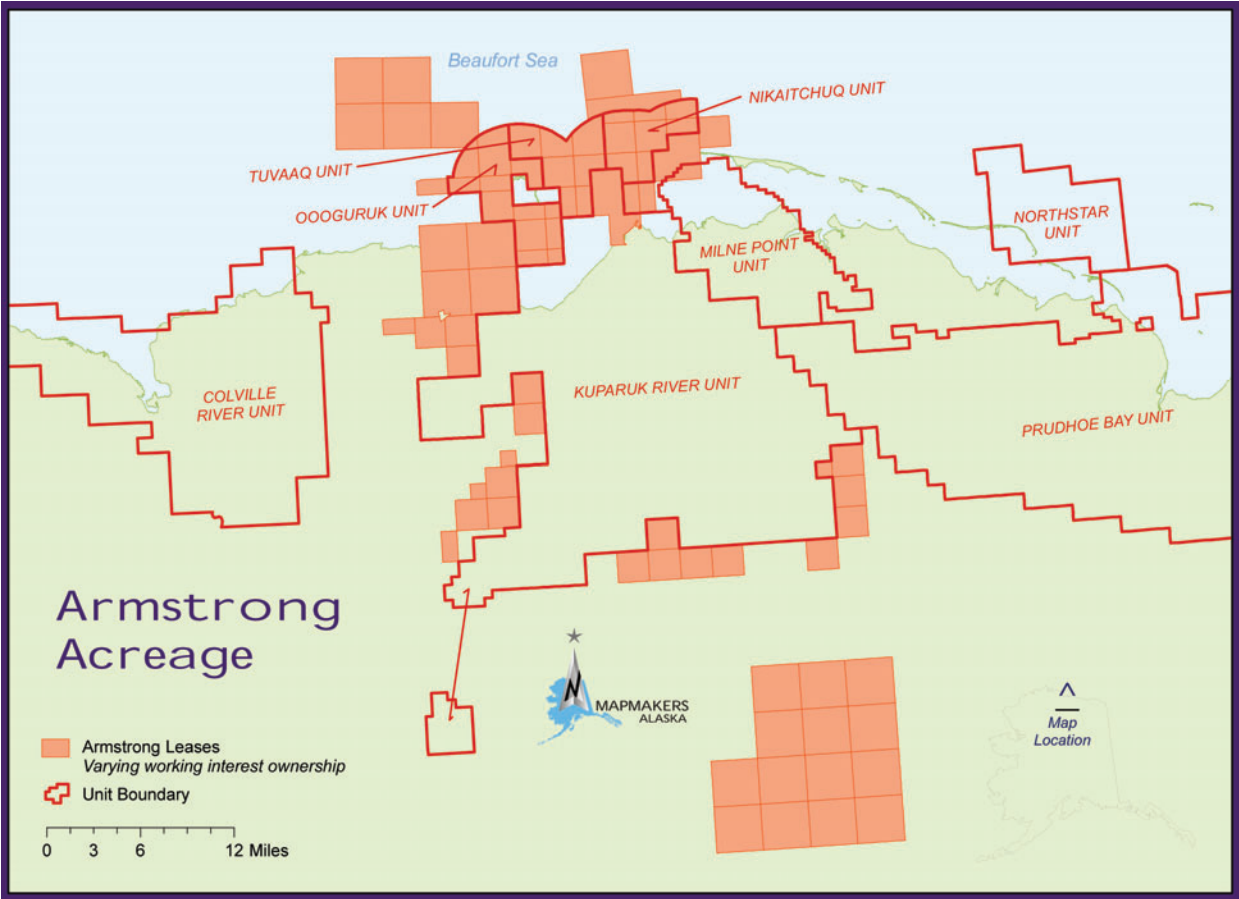 Beaufort Sea
NIKAITCHUQ UNIT
TUVAAQ UNIT
OOOGURUK UNIT
NORTHSTAR
UNIT
MILNE POINT
UNIT
COLVILLE
RIVER UNIT
KUPARUK RIVER UNIT
PRUDHOE BAY UNIT
Armstrong
Acreage
N
MAPMAKERS
ALASKA
Map
Location
Armstrong Leases
Varying working interest ownership
Unit Boundary
0 3 6 12 Miles